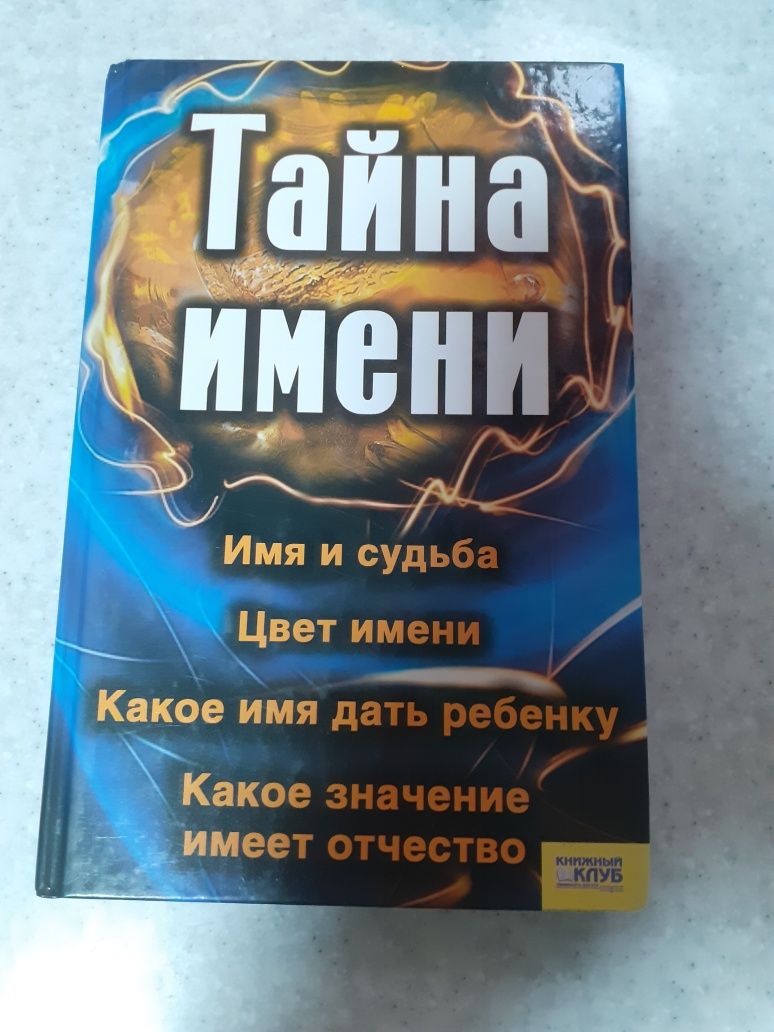 Тайна
имени
Имя и судьба
Цвет имени
Какое имя дать ребенку
Какое значение
имеет отчество
КНИЖНЫЙ
КЛУБ